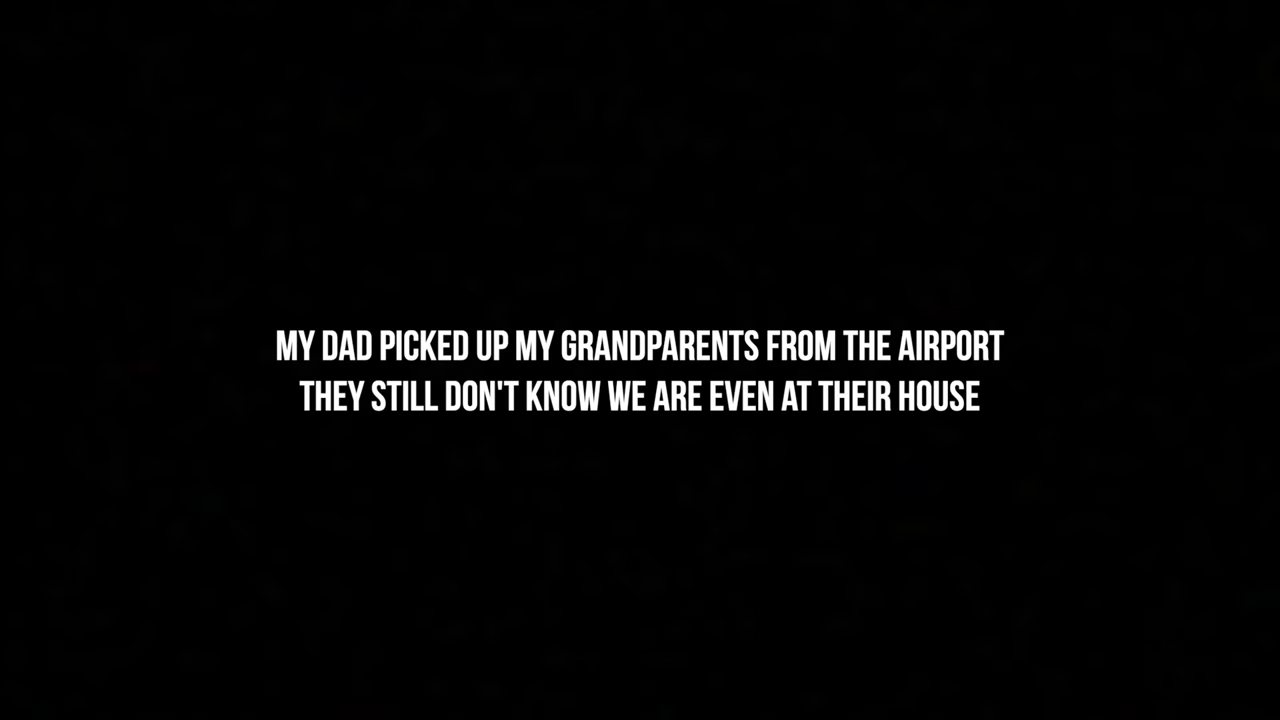 MY DAD PICKED UP MY GRANDPARENTS FROM THE AIRPORT
THEY STILL DON'T KNOW WE ARE EVEN AT THEIR HOUSE